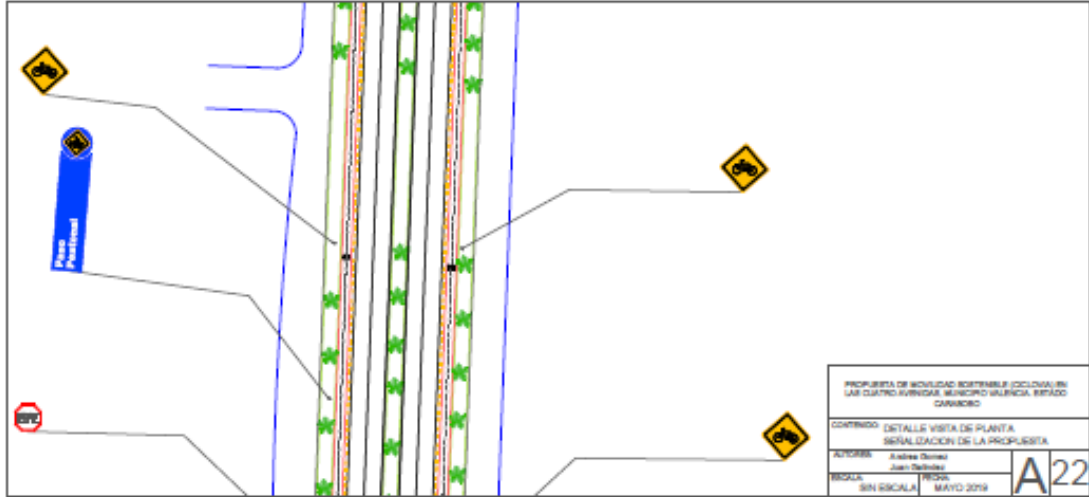 Paso
Peatonal
PROPUESTA DE MOVILIDAD SOSTENIBLE (CICLOVIA) EN
LAS CUATRO AVENIDAS, MUNICIPIO VALENCIA, ESTADO
CARABOBO
CONTENIDO: DETALLE VISTA DE PLANTA
SEÑALIZACION DE LA PROPUESTA
AUTORES: Andrea Gomez
Juan
ESCALA: SIN ESCALA
FECHA: MAYO 2019
A 22